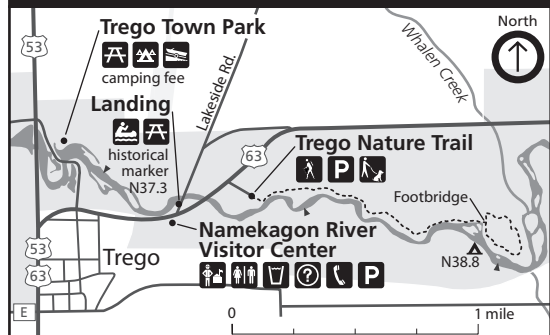 53
Trego Town Park
camping fee
Landing
historical
marker
N37.3
Lakeside Rd.
Whalen Creek
North
63
Trego Nature Trail
P
Footbridge
N38.8
Namekagon River
Visitor Center
?
P
Trego
53
63
E
0
1 mile